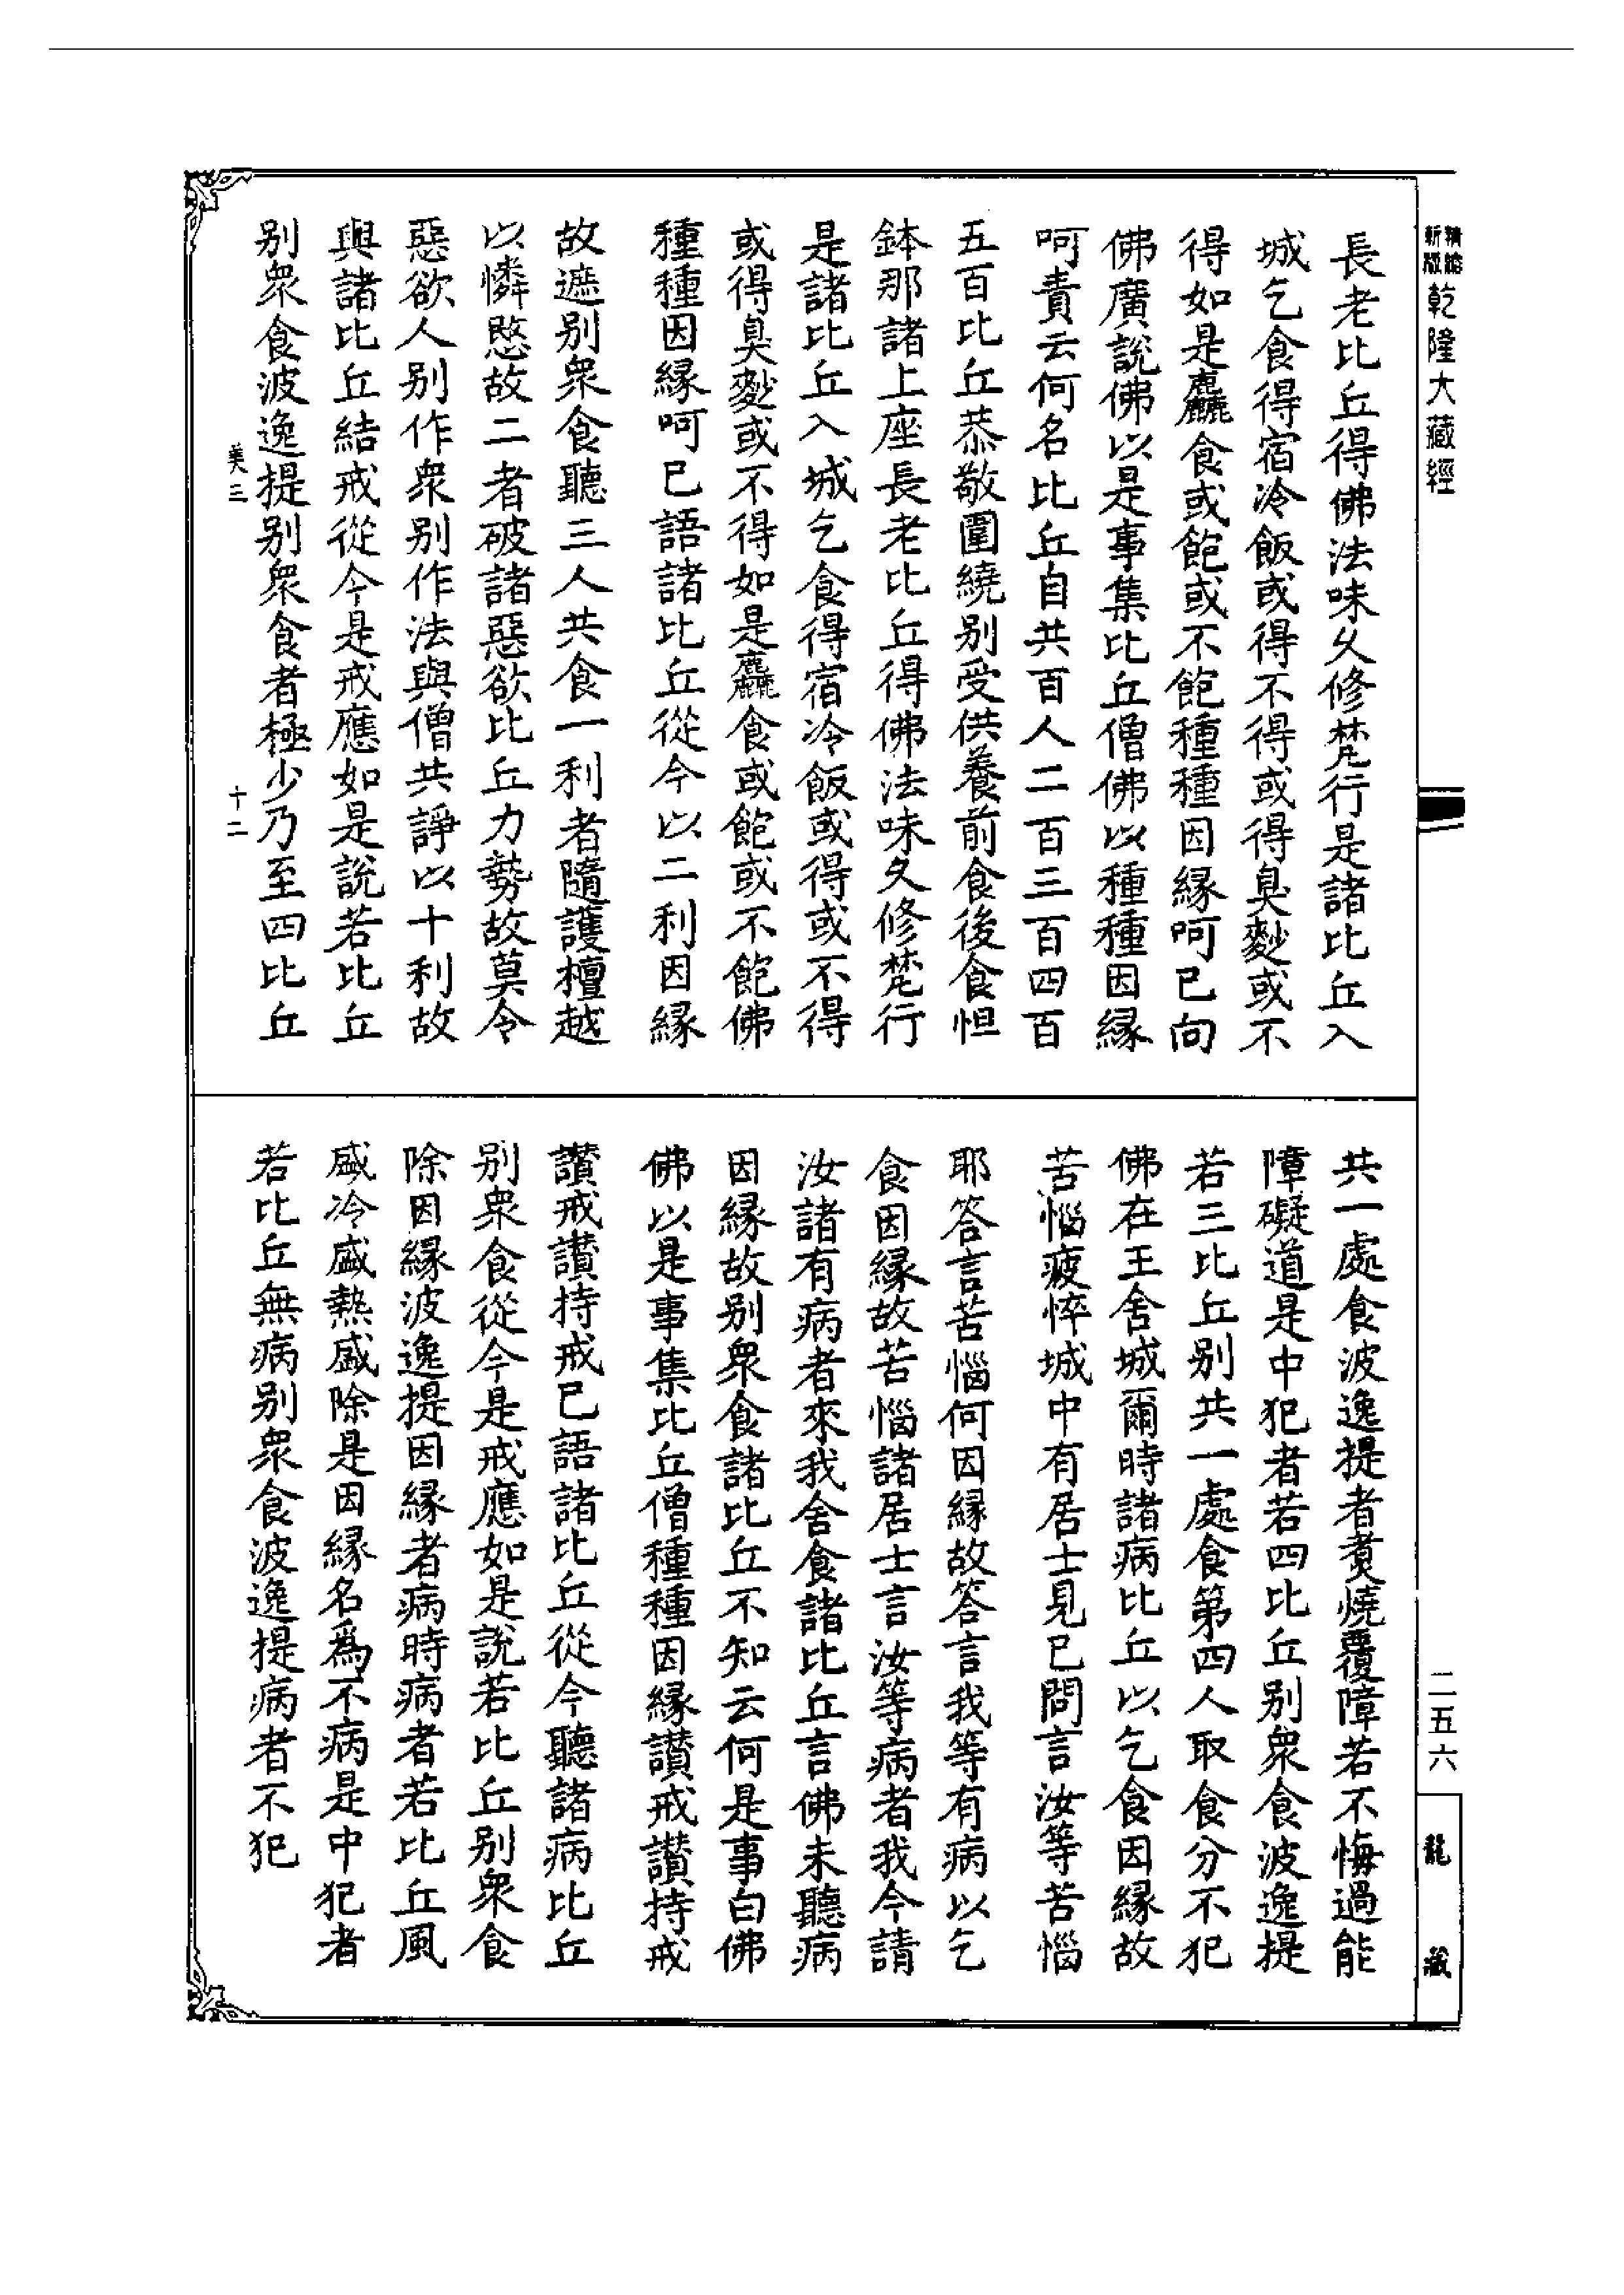 精縮
新版
乾隆大藏經
長老比丘得佛法味久修梵行是諸比丘入
城乞食得宿冷飯或得不得或得臭麨或不
得如是麤食或飽或不飽種種因緣呵已向
佛廣說佛以是事集比丘僧佛以種種因緣
呵責云何名比丘自共百人二百三百四百
五百比丘恭敬圍繞別受供養前食後食怛
鉢那諸上座長老比丘得佛法味久修梵行
是諸比丘入城乞食得宿冷飯或得或不得
或得臭麨或不得如是麤食或飽或不飽佛
種種因緣呵已語諸比丘從今以二利因緣
故遮別衆食聽三人共食一利者隨護檀越
以憐愍故二者破諸惡欲比丘力勢故莫令
惡欲人別作衆別作法與僧共諍以十利故
與諸比丘結戒從今是戒應如是說若比丘
別衆食波逸提別衆食者極少乃至四比丘
美三
十二
共一處食波逸提者煑燒覆障若不悔過能
障礙道是中犯者若四比丘別衆食波逸提
若三比丘別共一處食第四人取食分不犯
佛在王舍城爾時諸病比丘以乞食因緣故
苦惱疲悴城中有居士見已問言汝等苦惱
耶答言苦惱何因緣故答言我等有病以乞
食因緣故苦惱諸居士言汝等病者我今請
汝諸有病者來我舍食諸比丘言佛未聽病
因緣故別衆食諸比丘不知云何是事白佛
佛以是事集比丘僧種種因緣讚戒讚持戒
讚戒讚持戒已語諸比丘從今聽諸病比丘
別衆食從今是戒應如是說若比丘別衆食
除因緣波逸提因緣者病時病者若比丘風
盛冷盛熱盛除是因緣名爲不病是中犯者
若比丘無病別衆食波逸提病者不犯
二五六
龍藏